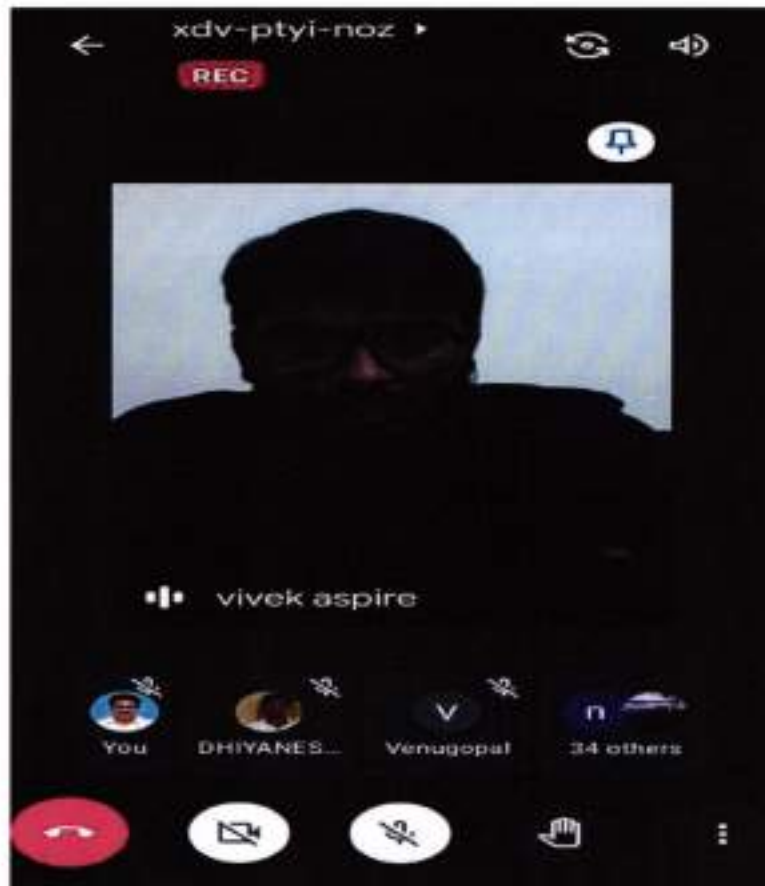 xdv-ptyi-noz
REC
vivek aspire
You
DHIYANES...
V
Venugopal
n
34 others